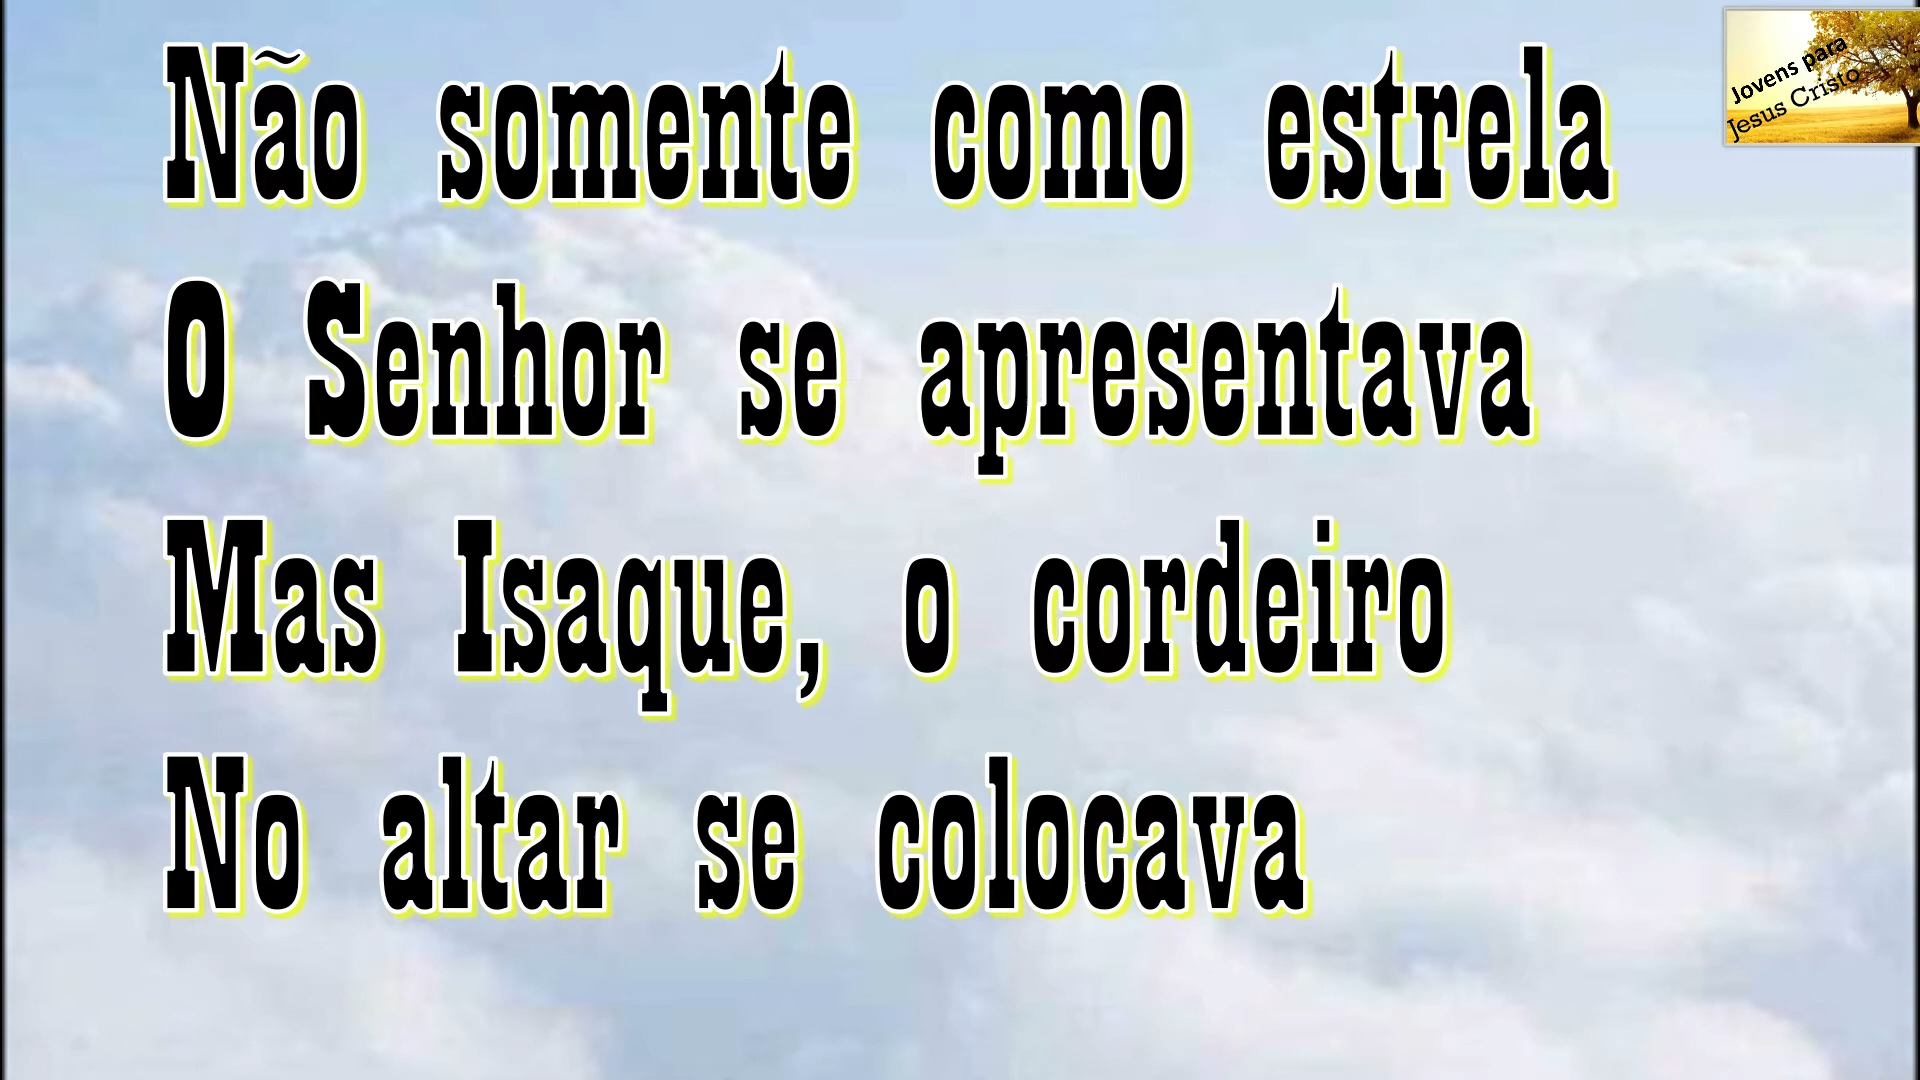 Não somente como estrela
O Senhor se apresentava
Mas Isaque, o cordeiro
No altar se colocava
Jovens para
Jesus Cristo